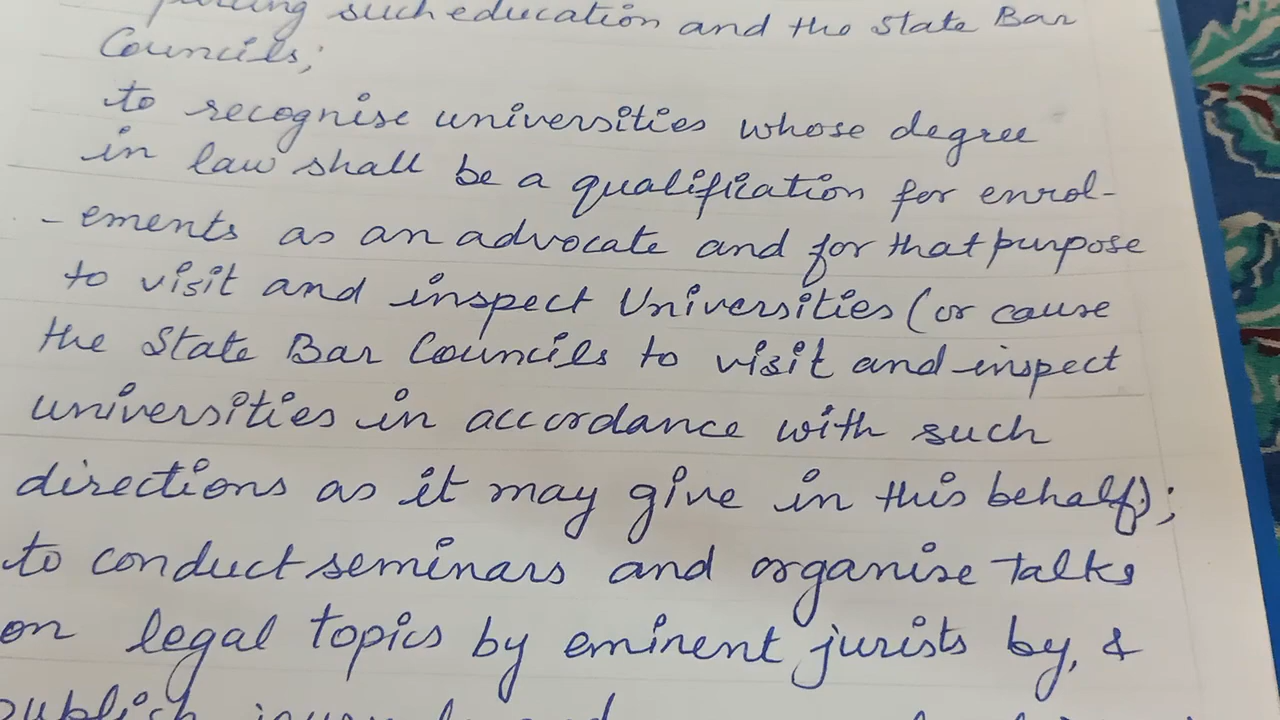 such education and the State Bar
Councils;
to recognise universities whose degree
in law shall be a qualification for enrol-
- ements as an advocate and for that purpose
to visit and inspect Universities (or cause
the State Bar Councils to visit and inspect
universities in accordance with such
directions as it may give in this behalf);
to conduct seminars and organise talks
on legal topics by eminent jurists by, &
publish